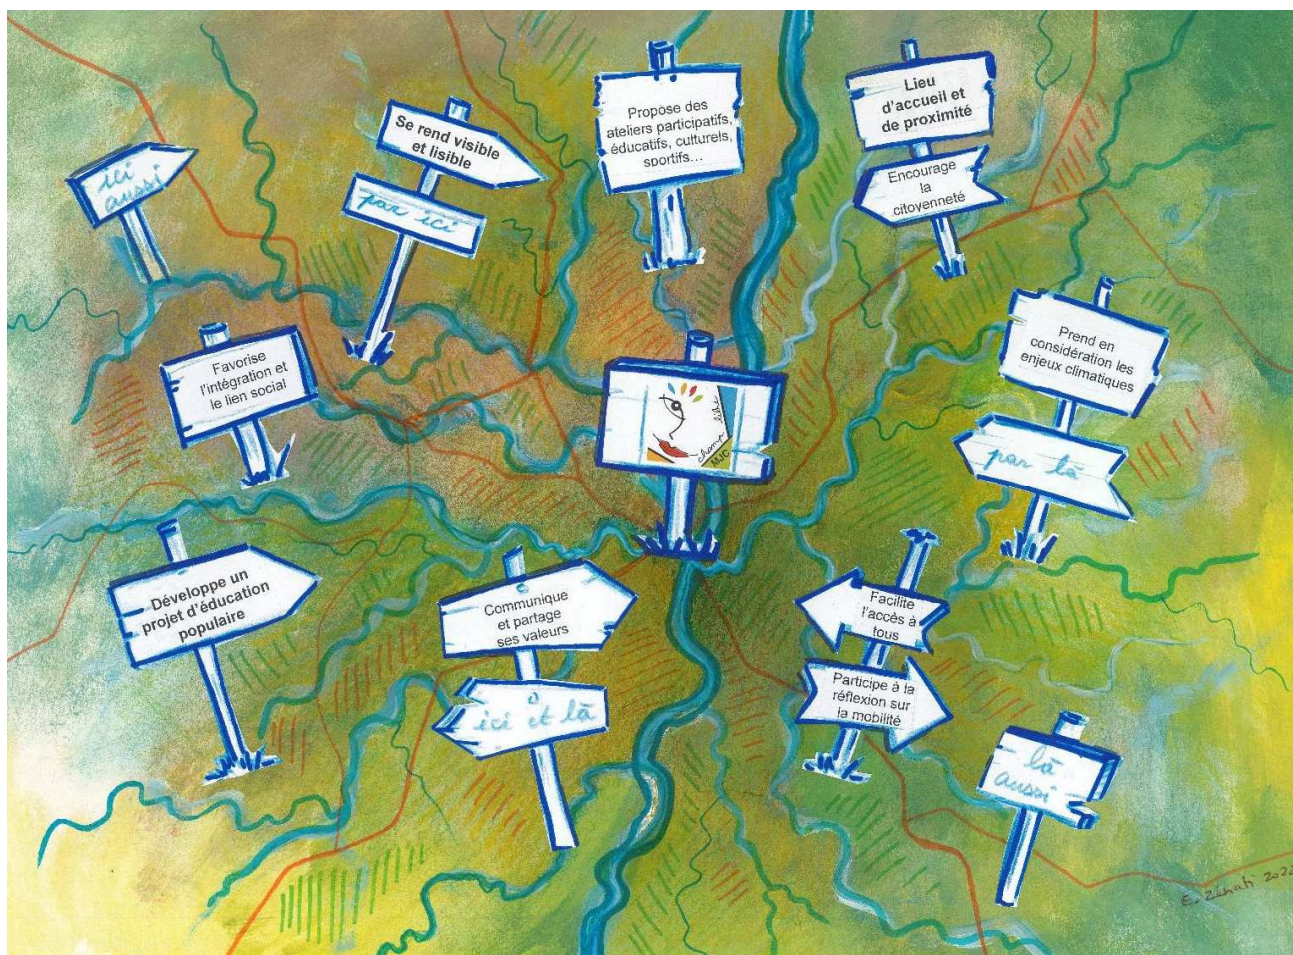 ici
aussi
Se rend visible
et lisible
par ici
Propose des
ateliers participatifs,
éducatifs, culturels,
sportifs...
Lieu
d'accueil et
de proximité
Encourage
la
citoyenneté
Favorise
l'intégration et
le lien social
champ libre
MJC
Prend en
considération les
enjeux climatiques
par là
Développe un
projet d'éducation
populaire
Communique
et partage
ses valeurs
ici et là
Facilite
l'accès à
tous
Participe à la
réflexion sur
la mobilité
là
aussi
E. Zenati 2022